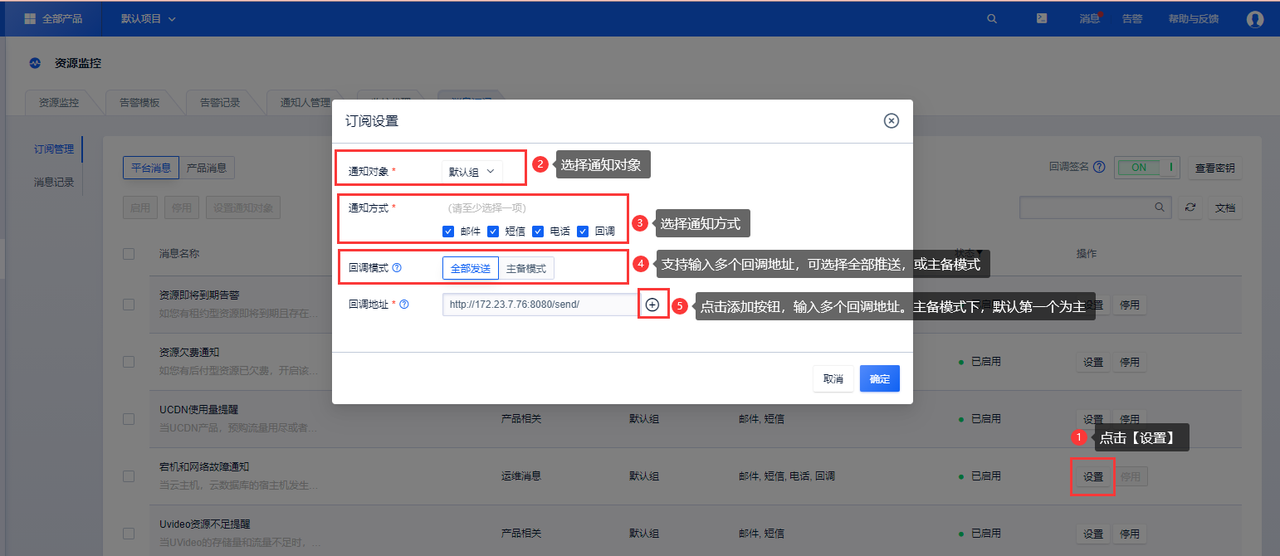 全部产品 默认项目 消息 告警 帮助与反馈
资源监控
资源监控 告警模板 告警记录 通知人管理
订阅管理
消息记录
平台消息 产品消息
回调签名 ON 查看密钥
启用 停用 设置通知对象
文档
消息名称 状态 操作
资源即将到期告警
如您有租约型资源即将到期且存在...
停用
资源欠费通知
如您有后付型资源已欠费，开启该...
已启用 设置 停用
UCDN使用量提醒
当UCDN产品，预购流量用尽或者...
产品相关 默认组 邮件, 短信 已启用 设置 停用
宕机和网络故障通知
当云主机、云数据库的宿主机发生...
运维消息 默认组 邮件, 短信, 电话, 回调 已启用 设置 停用
Uvideo资源不足提醒
当UVideo的存储量和流量不足时，...
产品相关 默认组 邮件, 短信 已启用 设置 停用
订阅设置
通知对象 * 默认组
2 选择通知对象
通知方式 * (请至少选择一项)
邮件 短信 电话 回调
3 选择通知方式
回调模式 全部发送 主备模式
4 支持输入多个回调地址，可选择全部推送，或主备模式
回调地址 * http://172.23.7.76:8080/send/
5 点击添加按钮，输入多个回调地址。主备模式下，默认第一个为主
取消 确定
1 点击【设置】